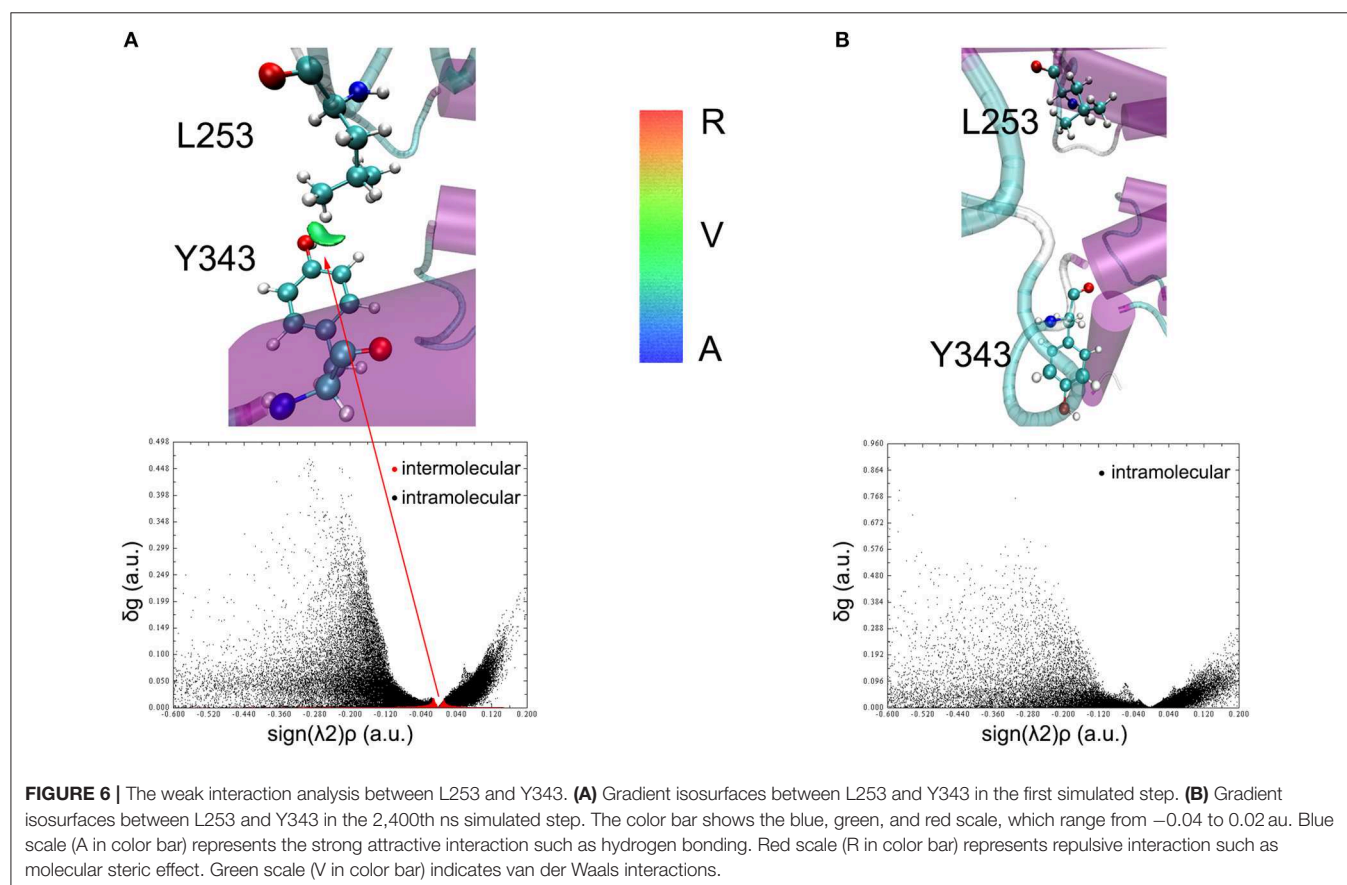 A
B
L253
Y343
R
V
A
L253
Y343
0.498
0.448
0.398
0.348
0.299
0.249
0.199
0.149
0.100
0.050
0.000
δg (a.u.)
intermolecular
intramolecular
-0.600 -0.520 -0.440 -0.360 -0.280 -0.200 -0.120 -0.040 0.040 0.120 0.200
sign(λ2)ρ (a.u.)
0.960
0.864
0.768
0.672
0.576
0.480
0.384
0.288
0.192
0.096
0.000
δg (a.u.)
intramolecular
-0.600 -0.520 -0.440 -0.360 -0.280 -0.200 -0.120 -0.040 0.040 0.120 0.200
sign(λ2)ρ (a.u.)
FIGURE 6 | The weak interaction analysis between L253 and Y343. (A) Gradient isosurfaces between L253 and Y343 in the first simulated step. (B) Gradient
isosurfaces between L253 and Y343 in the 2,400th ns simulated step. The color bar shows the blue, green, and red scale, which range from −0.04 to 0.02 au. Blue
scale (A in color bar) represents the strong attractive interaction such as hydrogen bonding. Red scale (R in color bar) represents repulsive interaction such as
molecular steric effect. Green scale (V in color bar) indicates van der Waals interactions.